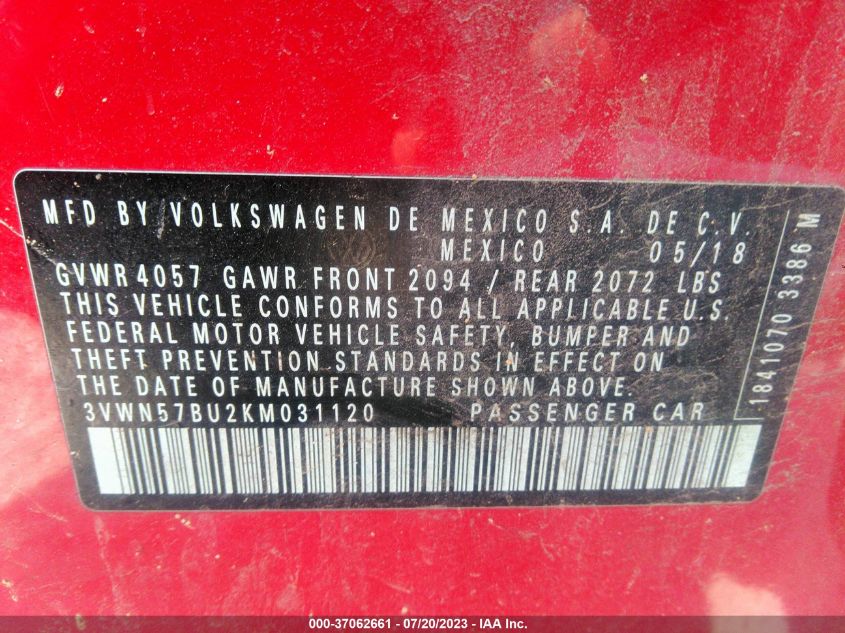 MFD BY VOLKSWAGEN DE MEXICO S.A. DE C.V.
MEXICO 05/18
GVWR 4057 GAWR FRONT 2094 / REAR 2072 LBS
THIS VEHICLE CONFORMS TO ALL APPLICABLE U.S.
FEDERAL MOTOR VEHICLE SAFETY, BUMPER AND
THEFT PREVENTION STANDARDS IN EFFECT ON
THE DATE OF MANUFACTURE SHOWN ABOVE.
3VWN57BU2KM031120 PASSENGER CAR
1841070 3386 M
000-37062661 - 07/20/2023 - IAA Inc.